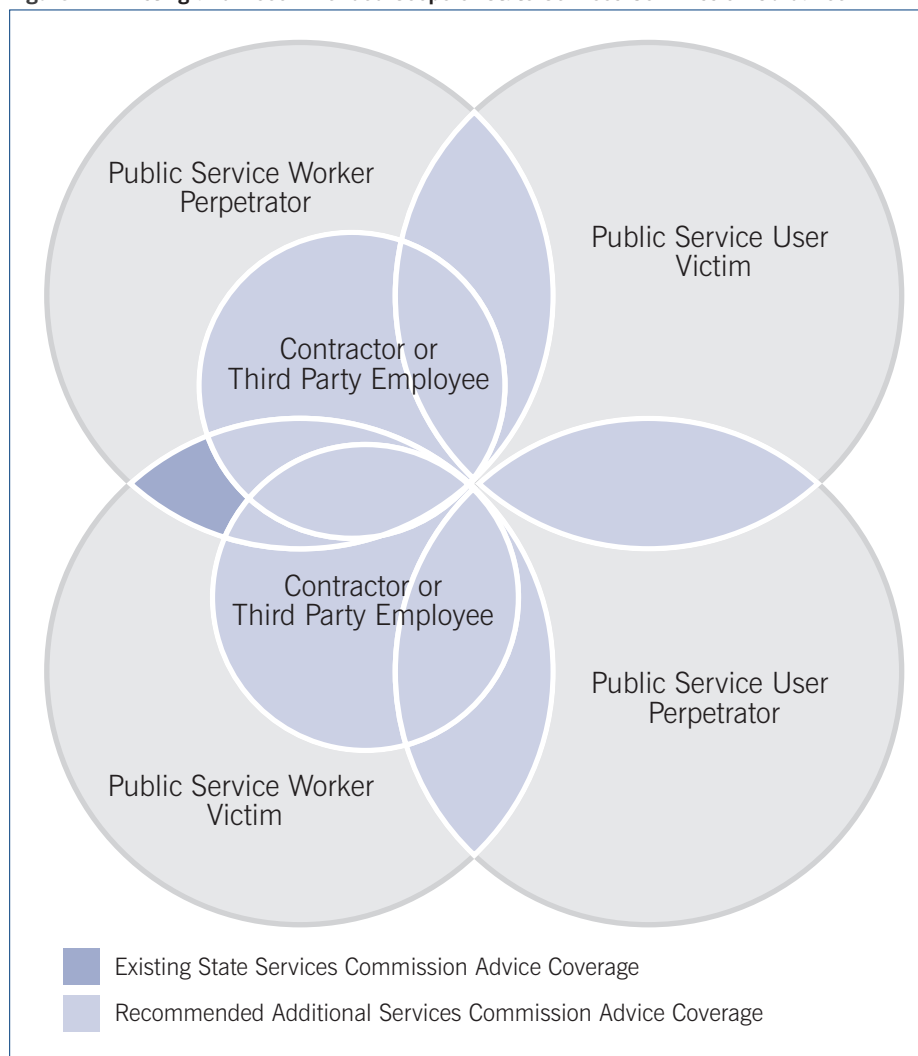 Public Service Worker
Perpetrator
Public Service User
Victim
Contractor or
Third Party Employee
Contractor or
Third Party Employee
Public Service User
Perpetrator
Public Service Worker
Victim
Existing State Services Commission Advice Coverage
Recommended Additional Services Commission Advice Coverage